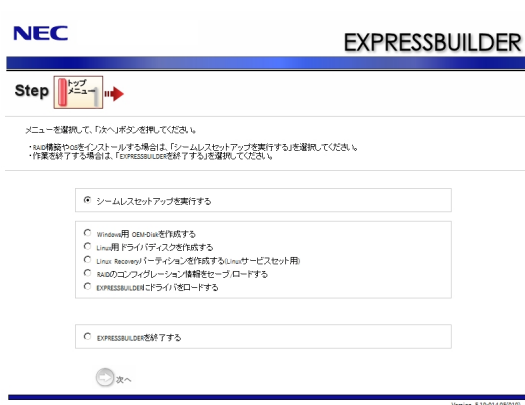 NEC
EXPRESSBUILDER
Step トップ
メニュー
メニューを選択して、「次へ」ボタンを押してください。
・RAID構築やOSをインストールする場合は、「シームレスセットアップを実行する」を選択してください。
・作業を終了する場合は、「EXPRESSBUILDERを終了する」を選択してください。
シームレスセットアップを実行する
Windows用 OEM-Diskを作成する
Linux用ドライバディスクを作成する
Linux Recoveryパーティションを作成する(Linuxサービスセット用)
RAIDのコンフィグレーション情報をセーブ/ロードする
EXPRESSBUILDERにドライバをロードする
EXPRESSBUILDERを終了する
次へ